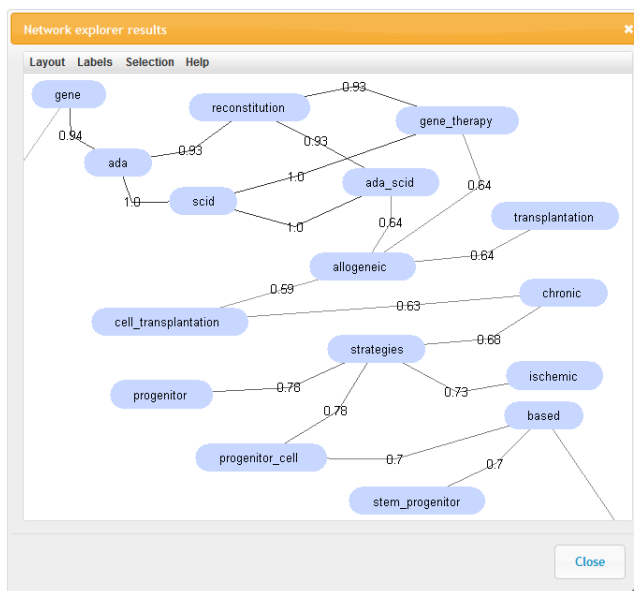 Network explorer results
Layout Labels Selection Help
gene
0.93
reconstitution
gene_therapy
0.94
0.93
0.93
ada
1.0
ada_scid
0.64
1.0
scid
transplantation
1.0
0.64
0.64
allogeneic
0.59
chronic
0.63
cell_transplantation
0.68
strategies
ischemic
0.78
0.73
progenitor
0.78
based
progenitor_cell
0.7
0.7
stem_progenitor
Close